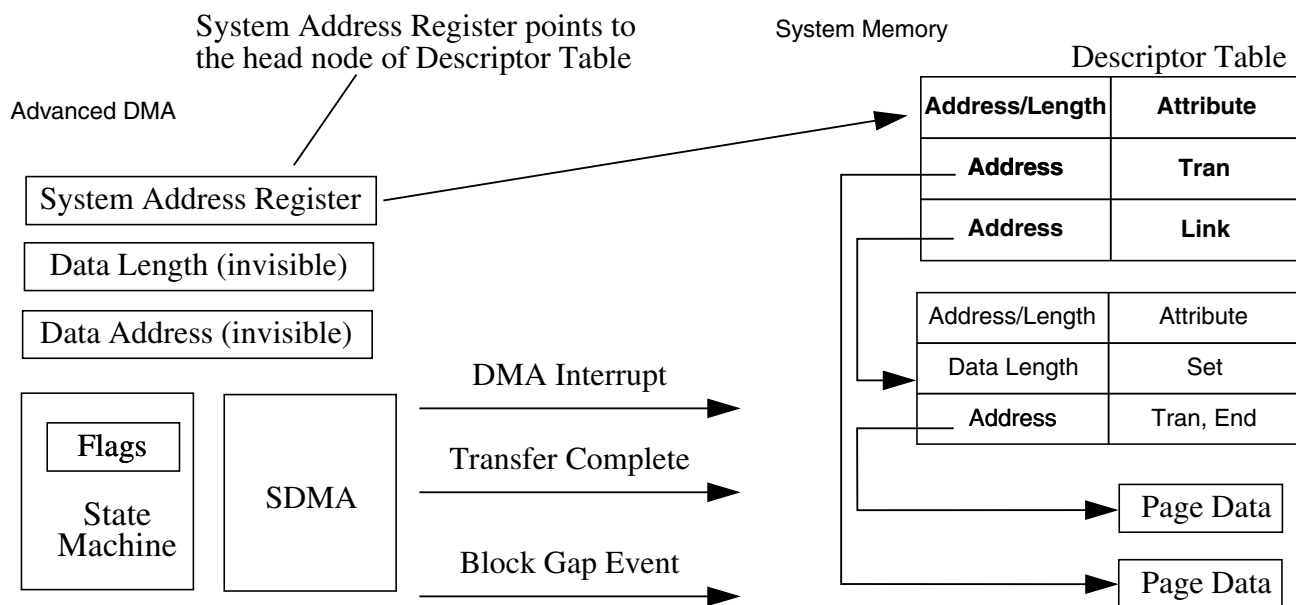 System Address Register points to
the head node of Descriptor Table
System Memory
Descriptor Table
Advanced DMA
Address/Length Attribute
Address Tran
Address Link
System Address Register
Data Length (invisible)
Data Address (invisible)
Address/Length Attribute
Data Length Set
Address Tran, End
DMA Interrupt
Flags
Transfer Complete
State
Machine
SDMA
Page Data
Block Gap Event
Page Data